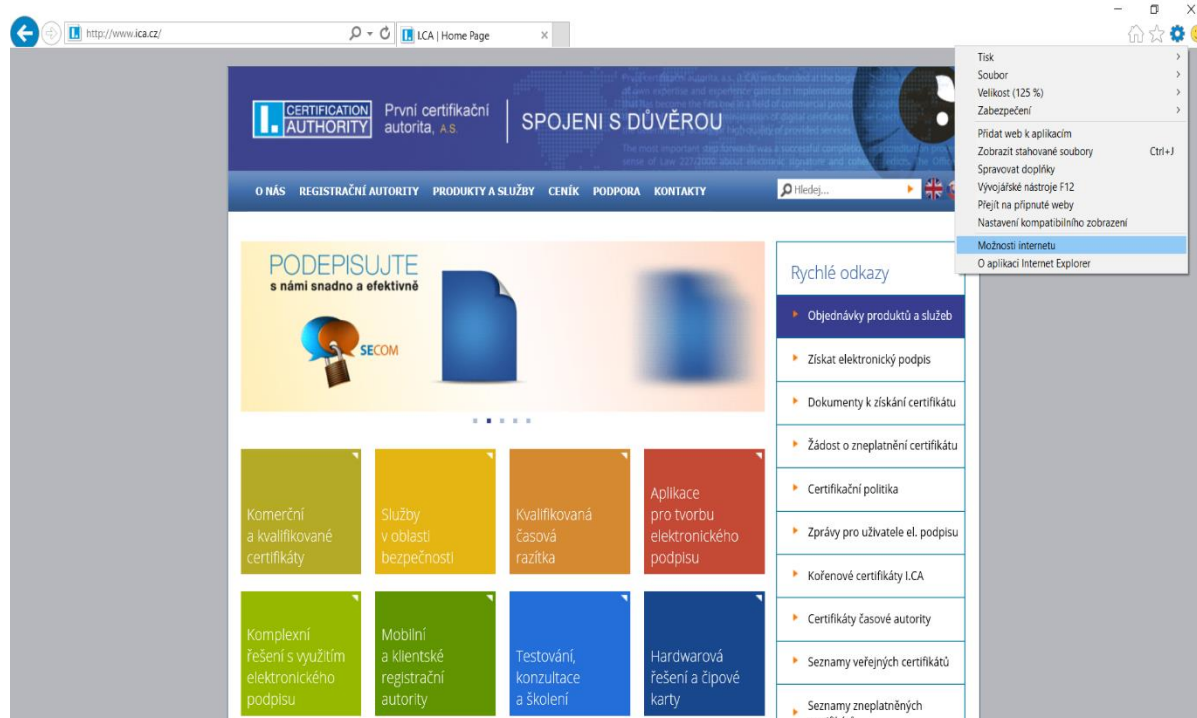 http://www.ica.cz/
I.CA | Home Page
Tisk
Soubor
Velikost (125 %)
Zabezpečení
Přidat web k aplikacím
Zobrazit stahované soubory Ctrl+J
Spravovat doplňky
Vývojářské nástroje F12
Přejít na připnuté weby
Nastavení kompatibilního zobrazení
Možnosti internetu
O aplikaci Internet Explorer
I. CERTIFICATION AUTHORITY
První certifikační
autorita, A.S.
SPOJENI S DŮVĚROU
O NÁS REGISTRAČNÍ AUTORITY PRODUKTY A SLUŽBY CENÍK PODPORA KONTAKTY
Hledej...
PODEPISUJTE
s námi snadno a efektivně
SECOM
Komerční
a kvalifikované
certifikáty
Služby
v oblasti
bezpečnosti
Kvalifikovaná
časová
razítka
Aplikace
pro tvorbu
elektronického
podpisu
Komplexní
řešení s využitím
elektronického
podpisu
Mobilní
a klientské
registrační
autority
Testování,
konzultace
a školení
Hardwarová
řešení a čipové
karty
Rychlé odkazy
Objednávky produktů a služeb
Získat elektronický podpis
Dokumenty k získání certifikátu
Žádost o zneplatnění certifikátu
Certifikační politika
Zprávy pro uživatele el. podpisu
Kořenové certifikáty I.CA
Certifikáty časové autority
Seznamy veřejných certifikátů
Seznamy zneplatněných